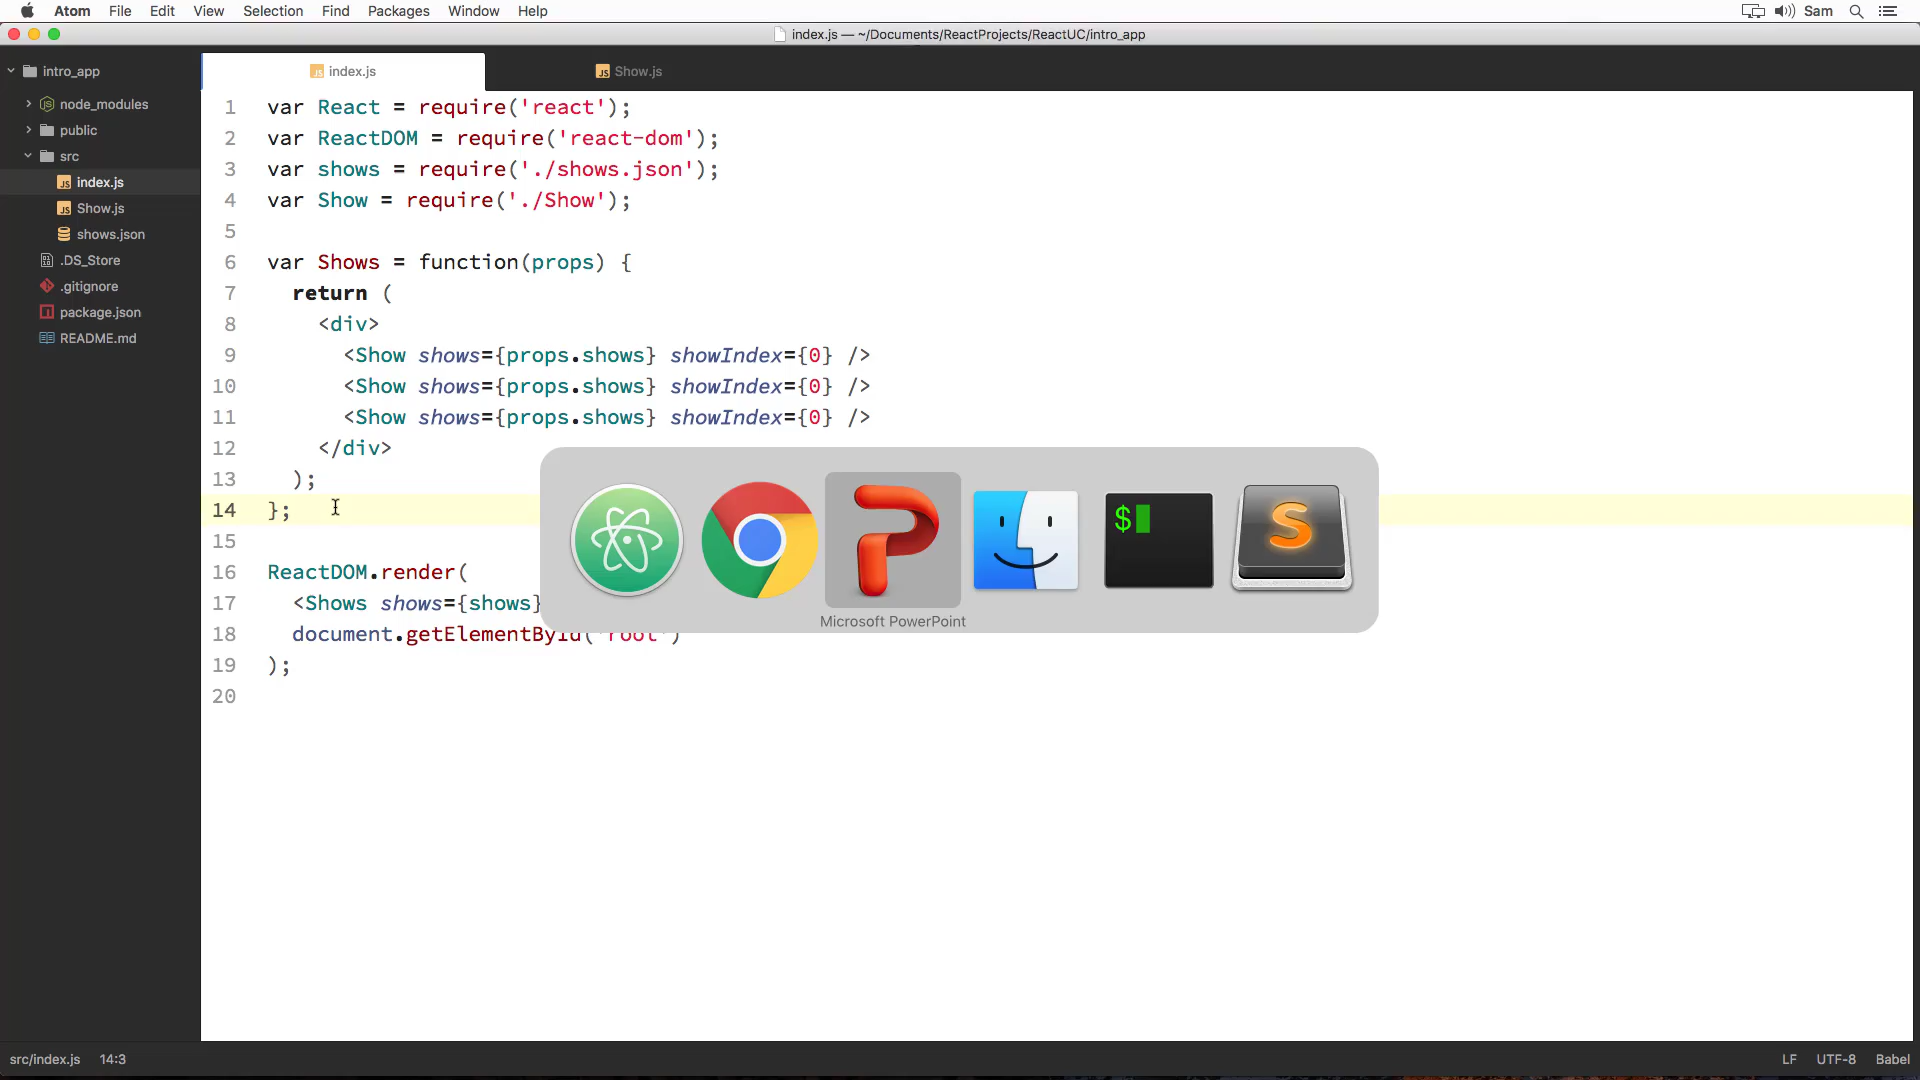 Atom File Edit View Selection Find Packages Window Help Sam
index.js — ~/Documents/ReactProjects/ReactUC/intro_app
intro_app
node_modules
public
src
index.js
Show.js
shows.json
.DS_Store
.gitignore
package.json
README.md
index.js
Show.js
1 var React = require('react');
2 var ReactDOM = require('react-dom');
3 var shows = require('./shows.json');
4 var Show = require('./Show');
5
6 var Shows = function(props) {
7 return (
8 <div>
9 <Show shows={props.shows} showIndex={0} />
10 <Show shows={props.shows} showIndex={0} />
11 <Show shows={props.shows} showIndex={0} />
12 </div>
13 );
14 };
15
16 ReactDOM.render(
17 <Shows shows={shows}
18 document.getElementById('root')
19 );
20
$
S
Microsoft PowerPoint
src/index.js 14:3 LF UTF-8 Babel